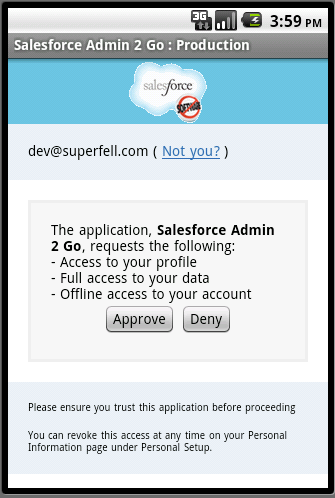 3G 3:59 PM
Salesforce Admin 2 Go : Production
salesforce
SOFTWARE
dev@superfell.com ( Not you? )
The application, Salesforce Admin
2 Go, requests the following:
- Access to your profile
- Full access to your data
- Offline access to your account
Approve Deny
Please ensure you trust this application before proceeding
You can revoke this access at any time on your Personal
Information page under Personal Setup.